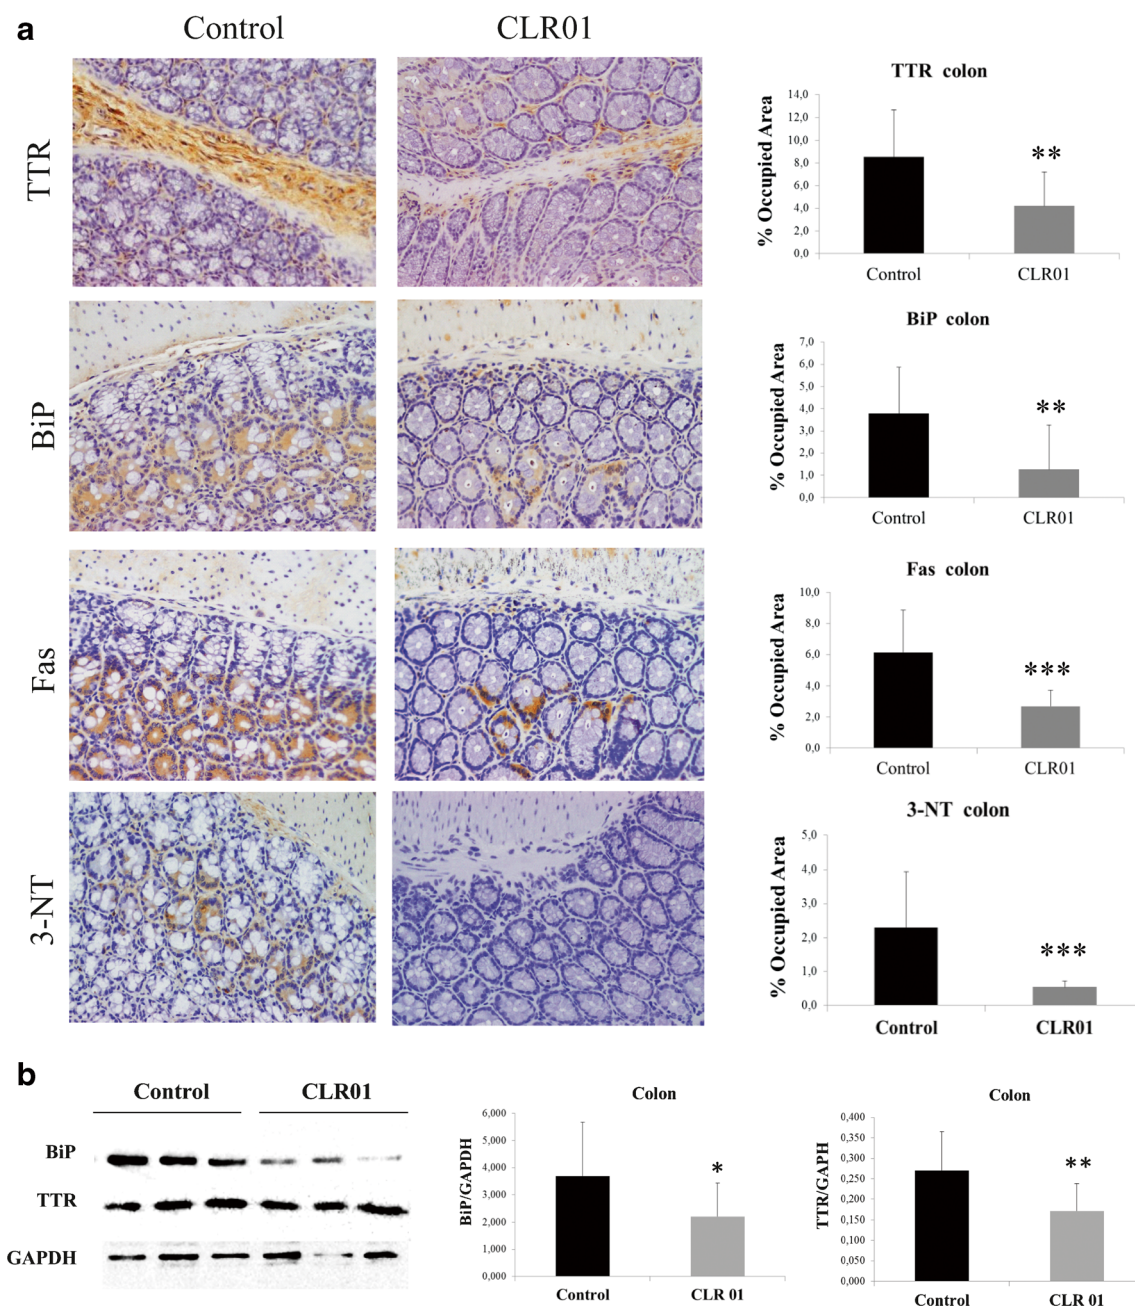 a
Control
CLR01
TTR
TTR colon
% Occupied Area
14,0
12,0
10,0
8,0
6,0
4,0
2,0
0,0
**
Control
CLR01
BiP
BiP colon
% Occupied Area
7,0
6,0
5,0
4,0
3,0
2,0
1,0
0,0
**
Control
CLR01
Fas
Fas colon
% Occupied Area
10,0
8,0
6,0
4,0
2,0
0,0
***
Control
CLR01
3-NT
3-NT colon
% Occupied Area
5,0
4,0
3,0
2,0
1,0
0,0
***
Control
CLR01
b
Control
CLR01
BiP
TTR
GAPDH
Colon
BiP/GAPDH
6,000
5,000
4,000
3,000
2,000
1,000
0,000
*
Control
CLR 01
Colon
TTR/GAPH
0,400
0,350
0,300
0,250
0,200
0,150
0,100
0,050
0,000
**
Control
CLR 01